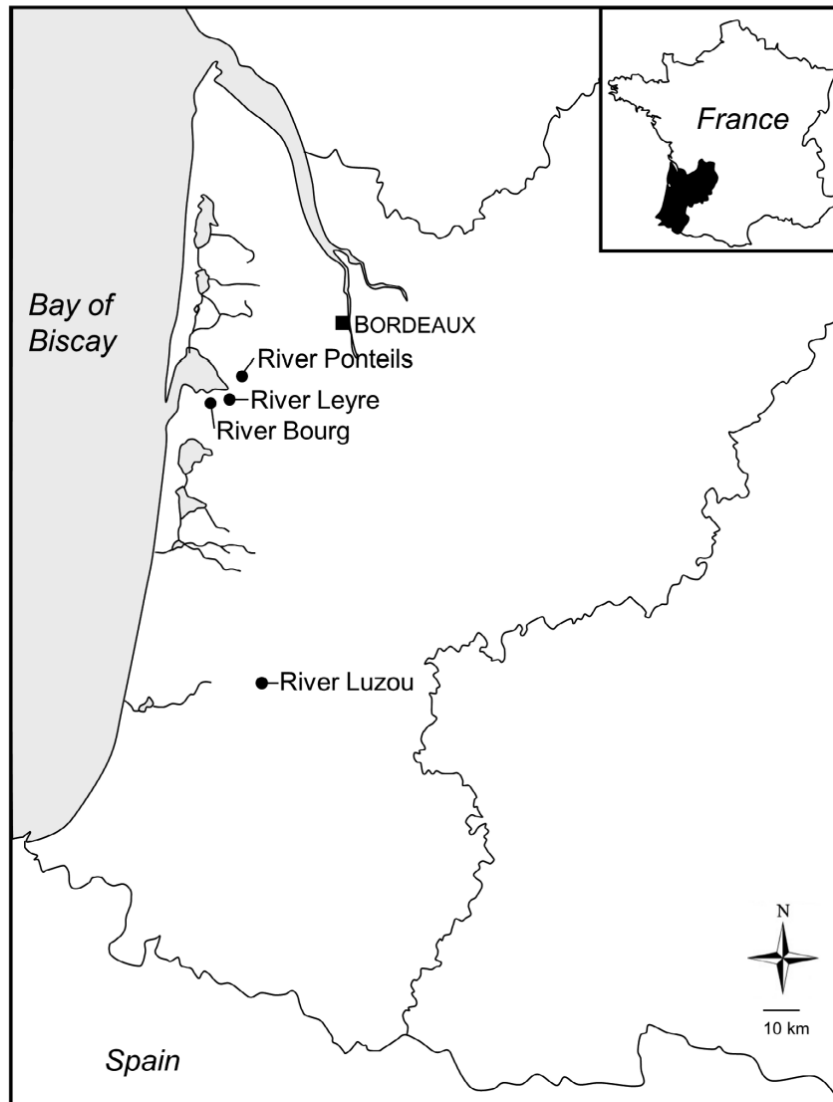 France
Bay of
Biscay
BORDEAUX
River Ponteils
River Leyre
River Bourg
River Luzou
N
10 km
Spain